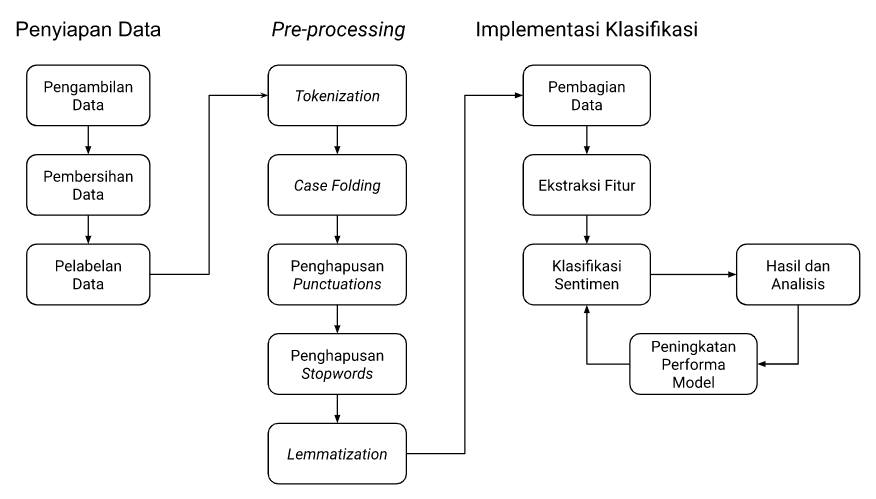 Penyiapan Data
Pengambilan
Data
Pembersihan
Data
Pelabelan
Data
Pre-processing
Tokenization
Case Folding
Penghapusan
Punctuations
Penghapusan
Stopwords
Lemmatization
Implementasi Klasifikasi
Pembagian
Data
Ekstraksi Fitur
Klasifikasi
Sentimen
Hasil dan
Analisis
Peningkatan
Performa
Model